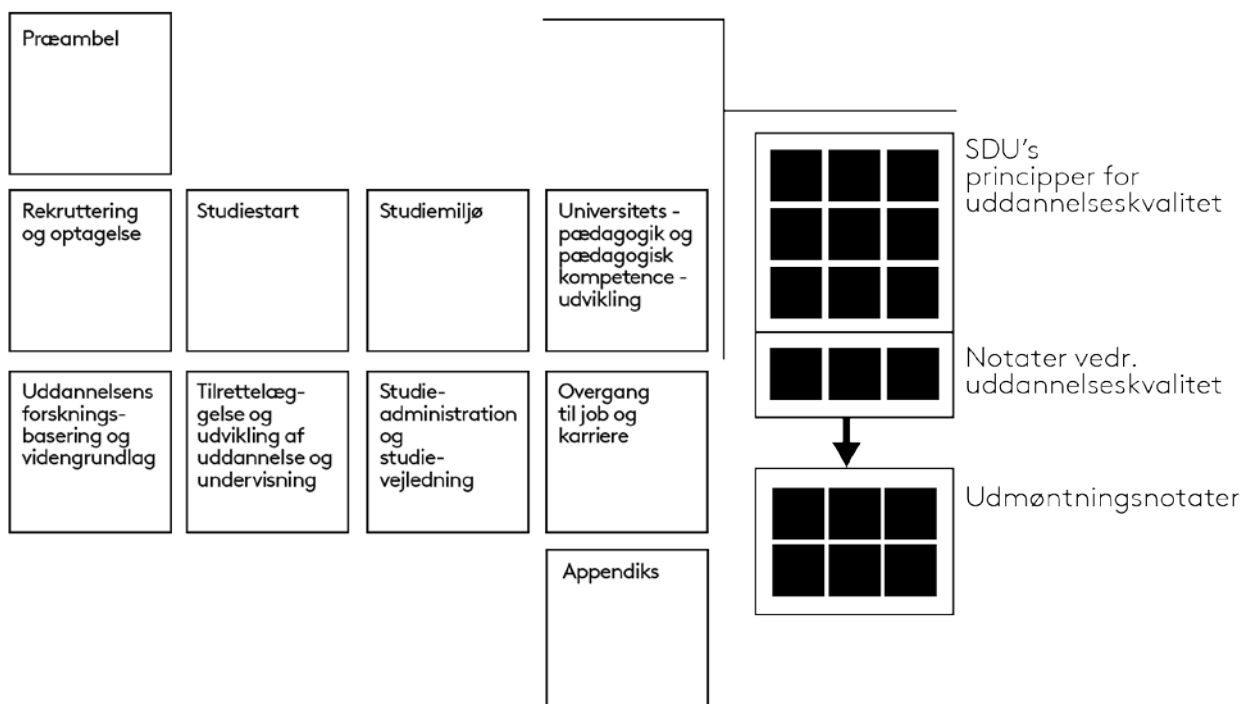 Præambel
Rekruttering
og optagelse
Studiestart
Studiemiljø
Universitets -
pædagogik og
pædagogisk
kompetence -
udvikling
Uddannelsens
forsknings-
basering og
videngrundlag
Tilrettelæg-
gelse og
udvikling af
uddannelse og
undervisning
Studie-
administration
og
studie-
vejledning
Overgang
til job og
karriere
Appendiks
SDU's
principper for
uddannelseskvalitet
Notater vedr.
uddannelseskvalitet
Udmøntningsnotater